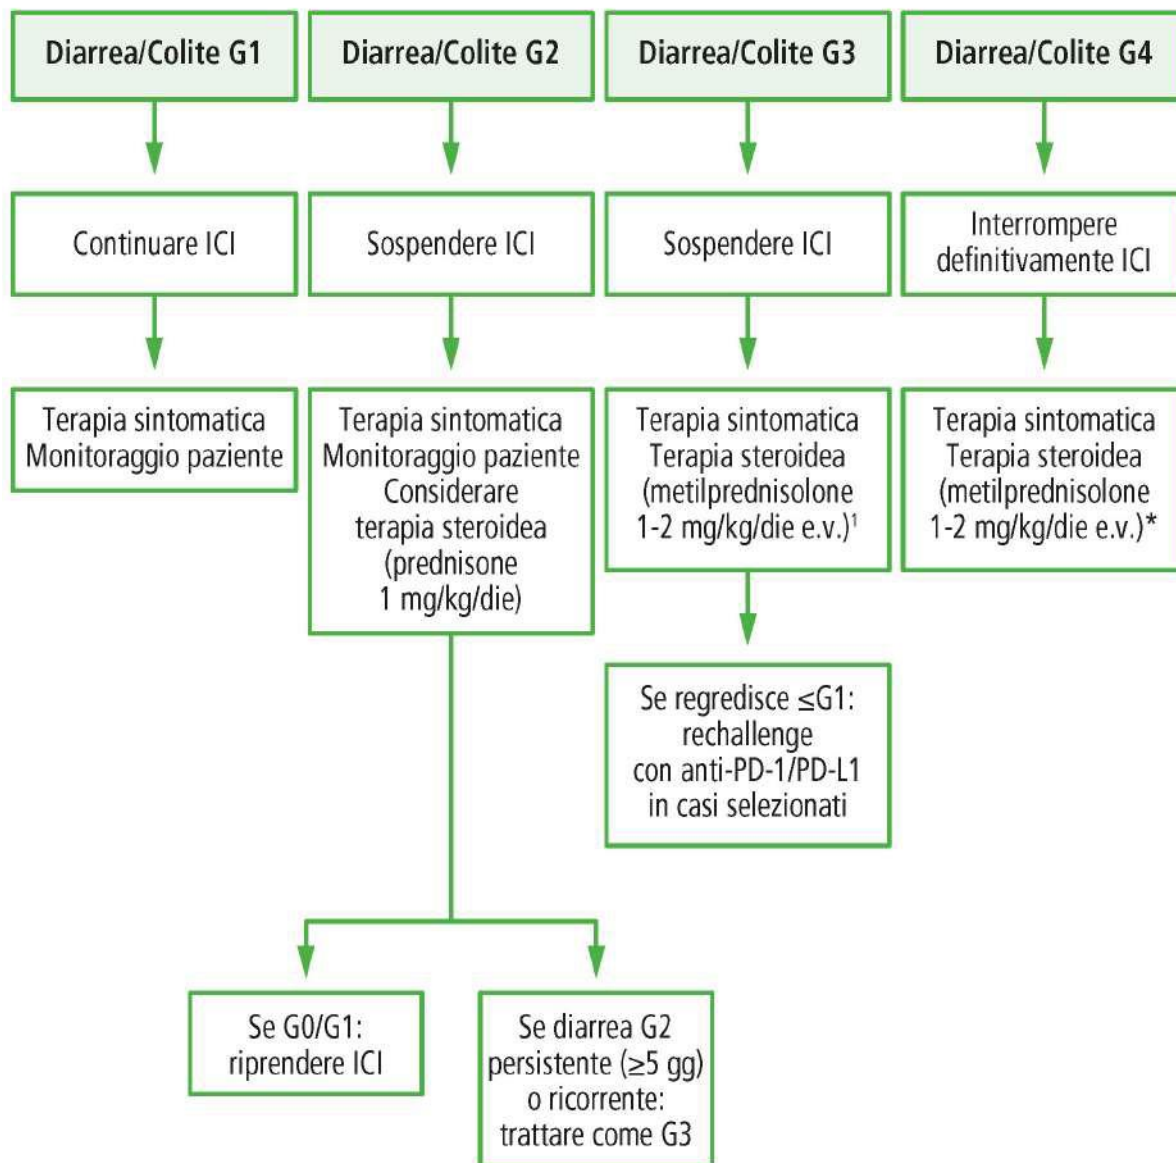 Diarrea/Colite G1
Diarrea/Colite G2
Diarrea/Colite G3
Diarrea/Colite G4
Continuare ICI
Sospendere ICI
Sospendere ICI
Interrompere
definitivamente ICI
Terapia sintomatica
Monitoraggio paziente
Terapia sintomatica
Monitoraggio paziente
Considerare
terapia steroidea
(prednisone
1 mg/kg/die)
Terapia sintomatica
Terapia steroidea
(metilprednisolone
1-2 mg/kg/die e.v.)¹
Terapia sintomatica
Terapia steroidea
(metilprednisolone
1-2 mg/kg/die e.v.)*
Se regredisce ≤G1:
rechallenge
con anti-PD-1/PD-L1
in casi selezionati
Se G0/G1:
riprendere ICI
Se diarrea G2
persistente (≥5 gg)
o ricorrente:
trattare come G3